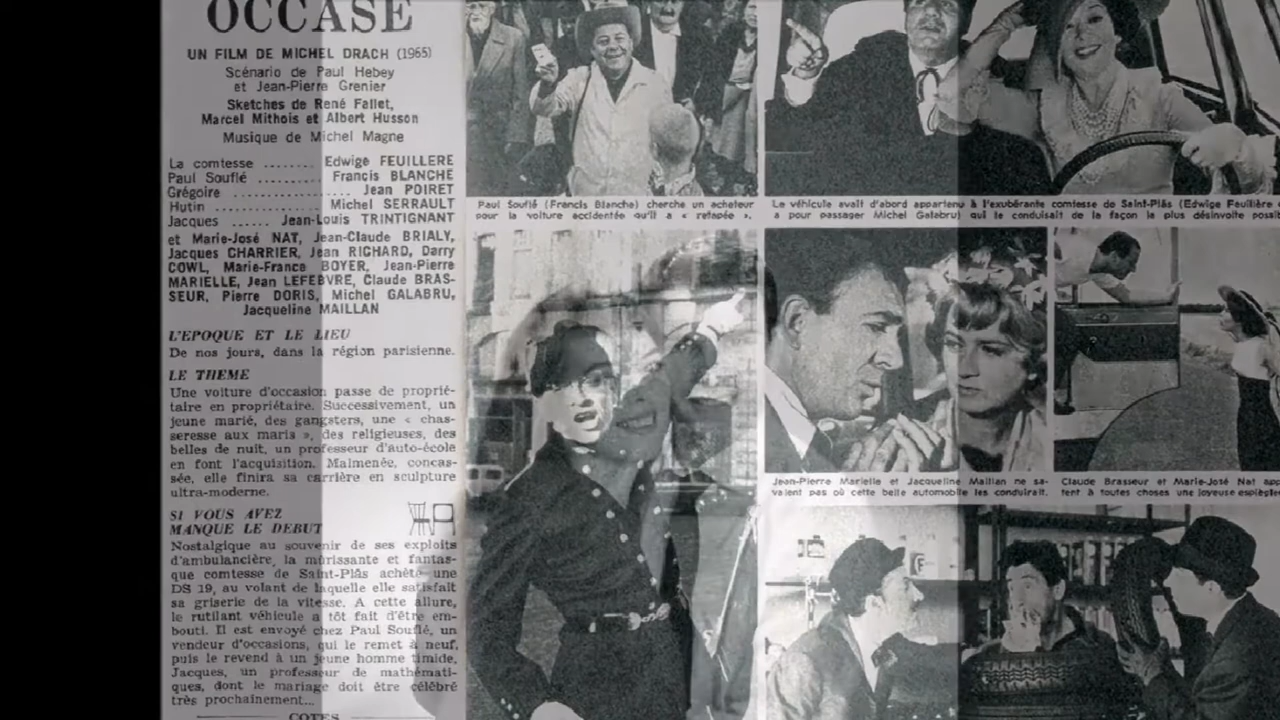 OCCASE
UN FILM DE MICHEL DRACH (1965)
Scénario de Paul Hebey
et Jean-Pierre Grenier
Sketches de René Fallet,
Marcel Mithois et Albert Husson
Musique de Michel Magne
La comtesse ........ Edwige FEUILLERE
Paul Souflé .......... Francis BLANCHE
Grégoire .................. Jean POIRET
Hutin ................ Michel SERRAULT
Jacques ...... Jean-Louis TRINTIGNANT
et Marie-José NAT, Jean-Claude BRIALY,
Jacques CHARRIER, Jean RICHARD, Darry
COWL, Marie-France BOYER, Jean-Pierre
MARIELLE, Jean LEFEBVRE, Claude BRAS-
SEUR, Pierre DORIS, Michel GALABRU,
Jacqueline MAILLAN
L'EPOQUE ET LE LIEU
De nos jours, dans la région parisienne.
LE THEME
Une voiture d'occasion passe de proprié-
taire en propriétaire. Successivement, un
jeune marié, des gangsters, une « chas-
seresse aux maris », des religieuses, des
belles de nuit, un professeur d'auto-école
en font l'acquisition. Malmenée, concas-
sée, elle finira sa carrière en sculpture
ultra-moderne.
SI VOUS AVEZ
MANQUE LE DEBUT
Nostalgique au souvenir de ses exploits
d'ambulancière, la mûrissante et fantas-
que comtesse de Saint-Plâs achète une
DS 19, au volant de laquelle elle satisfait
sa griserie de la vitesse. A cette allure,
le rutilant véhicule a tôt fait d'être em-
bouti. Il est envoyé chez Paul Souflé, un
vendeur d'occasions, qui le remet à neuf,
puis le revend à un jeune homme timide,
Jacques, un professeur de mathémati-
ques, dont le mariage doit être célébré
très prochainement...
COTES
Paul Souflé (Francis Blanche) cherche un acheteur
pour la voiture accidentée qu'il a « retapée ».
Le véhicule avait d'abord appartenu à l'exubérante comtesse de Saint-Plâs (Edwige Feuillère
a pour passager Michel Galabru) qui le conduisait de la façon la plus désinvolte
Jean-Pierre Marielle et Jacqueline Maillan ne sa-
vaient pas où cette belle automobile les conduirait.
Claude Brasseur et Marie-José Nat
tent à toutes choses une joyeuse